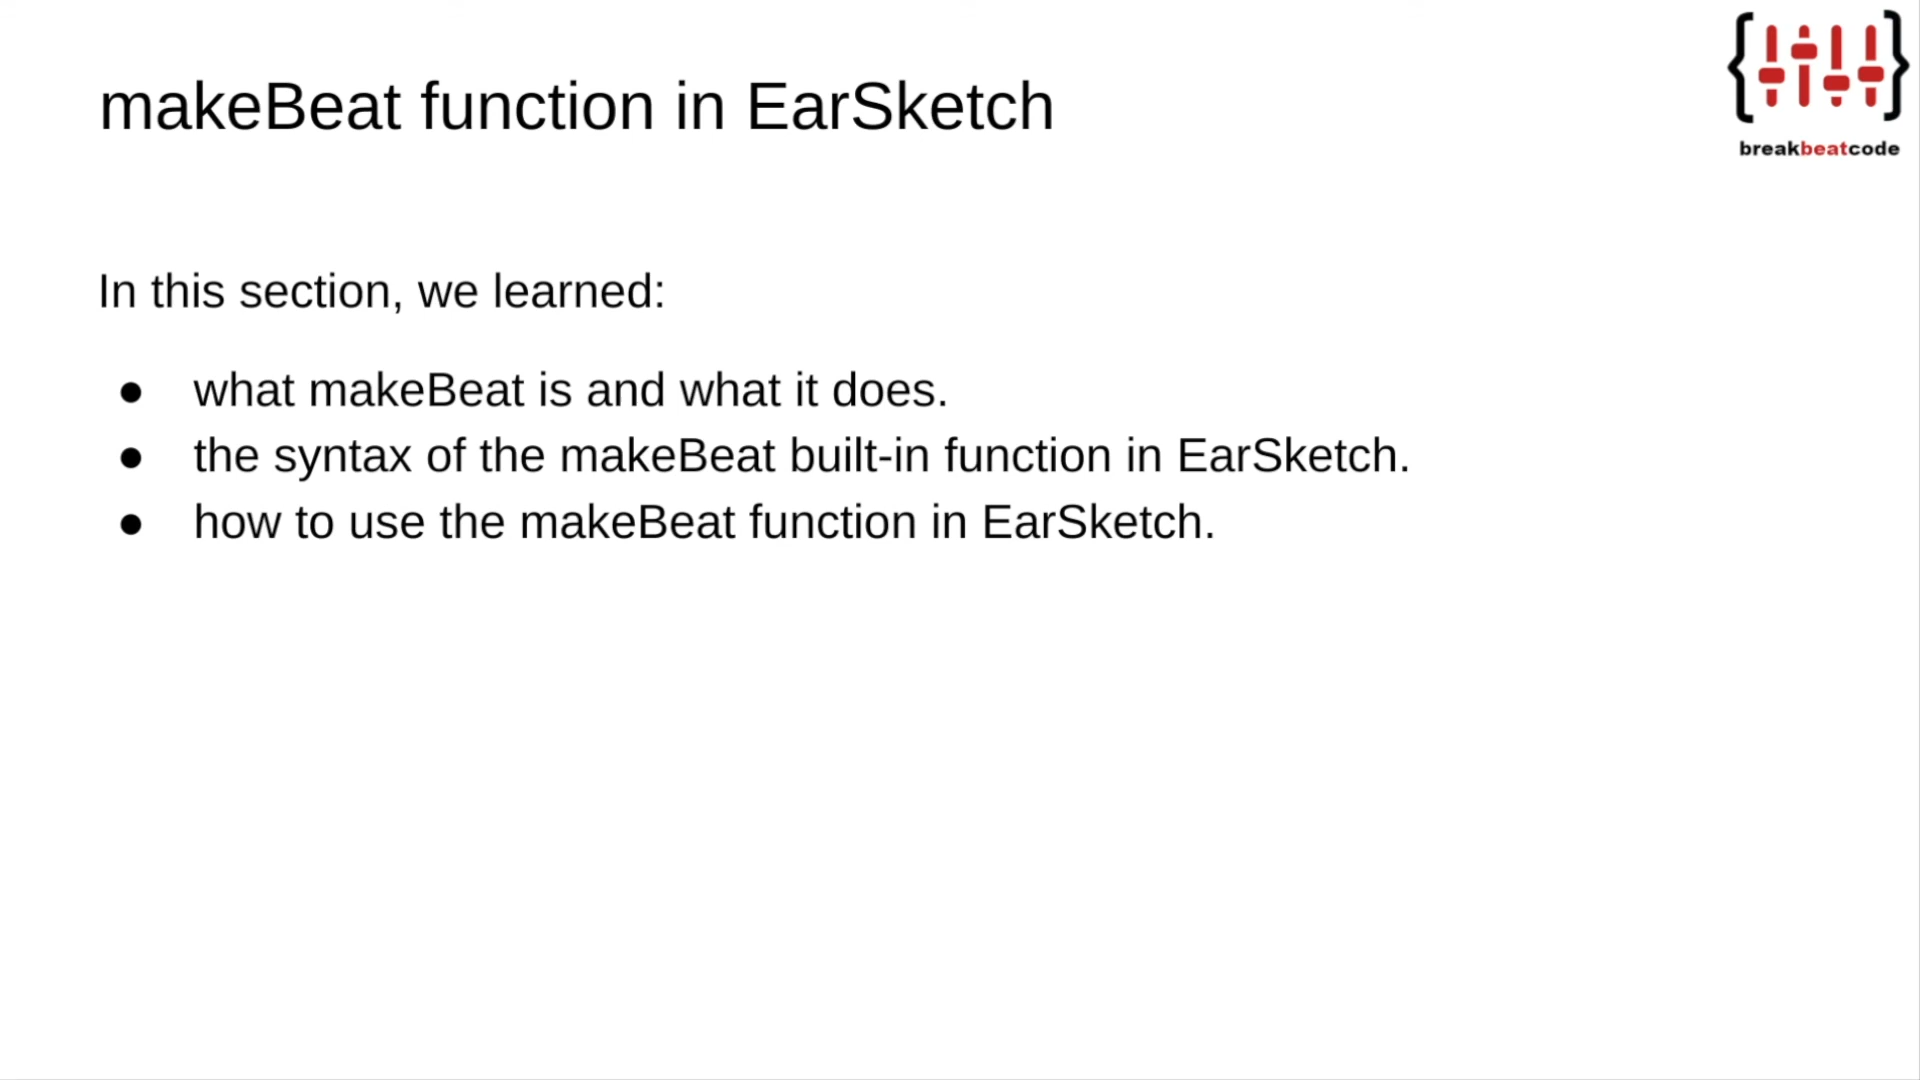 makeBeat function in EarSketch
breakbeatcode
In this section, we learned:
● what makeBeat is and what it does.
● the syntax of the makeBeat built-in function in EarSketch.
● how to use the makeBeat function in EarSketch.